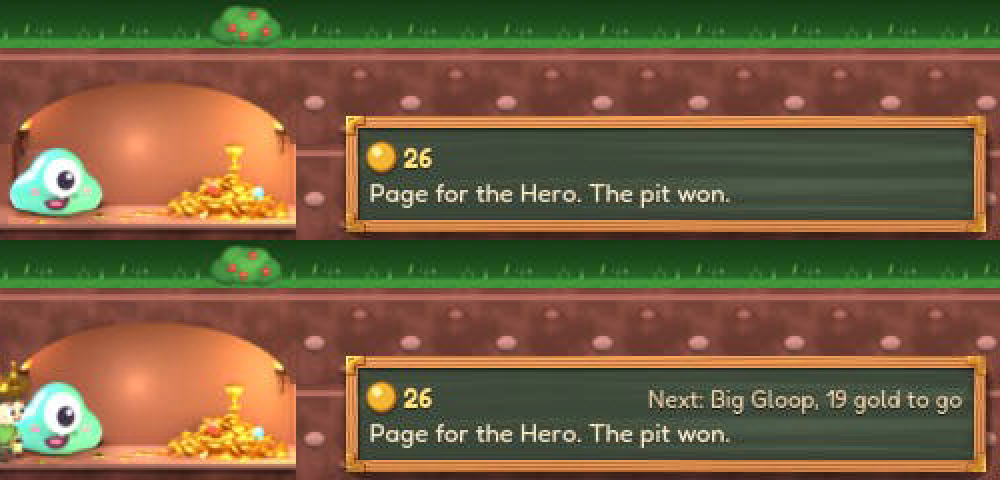 26
Page for the Hero. The pit won.
26 Next: Big Gloop, 19 gold to go
Page for the Hero. The pit won.